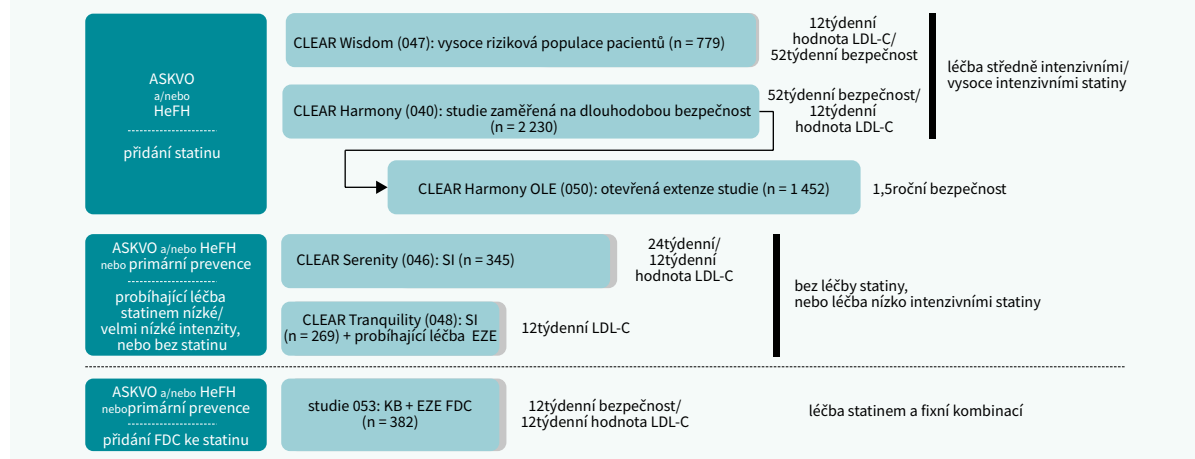 ASKVO
a/nebo
HeFH
přidání statinu
CLEAR Wisdom (047): vysoce riziková populace pacientů (n = 779)
12týdenní
hodnota LDL-C/
52týdenní bezpečnost
CLEAR Harmony (040): studie zaměřená na dlouhodobou bezpečnost
(n = 2 230)
52týdenní bezpečnost/
12týdenní
hodnota LDL-C
léčba středně intenzivními/
vysoce intenzivními statiny
CLEAR Harmony OLE (050): otevřená extenze studie (n = 1 452)
1,5roční bezpečnost
ASKVO a/nebo HeFH
nebo primární prevence
probíhající léčba
statinem nízké/
velmi nízké intenzity,
nebo bez statinu
CLEAR Serenity (046): SI (n = 345)
24týdenní/
12týdenní
hodnota LDL-C
CLEAR Tranquility (048): SI
(n = 269) + probíhající léčba EZE
12týdenní LDL-C
bez léčby statiny,
nebo léčba nízko intenzivními statiny
ASKVO a/nebo HeFH
neboprimární prevence
přidání FDC ke statinu
studie 053: KB + EZE FDC
(n = 382)
12týdenní bezpečnost/
12týdenní hodnota LDL-C
léčba statinem a fixní kombinací